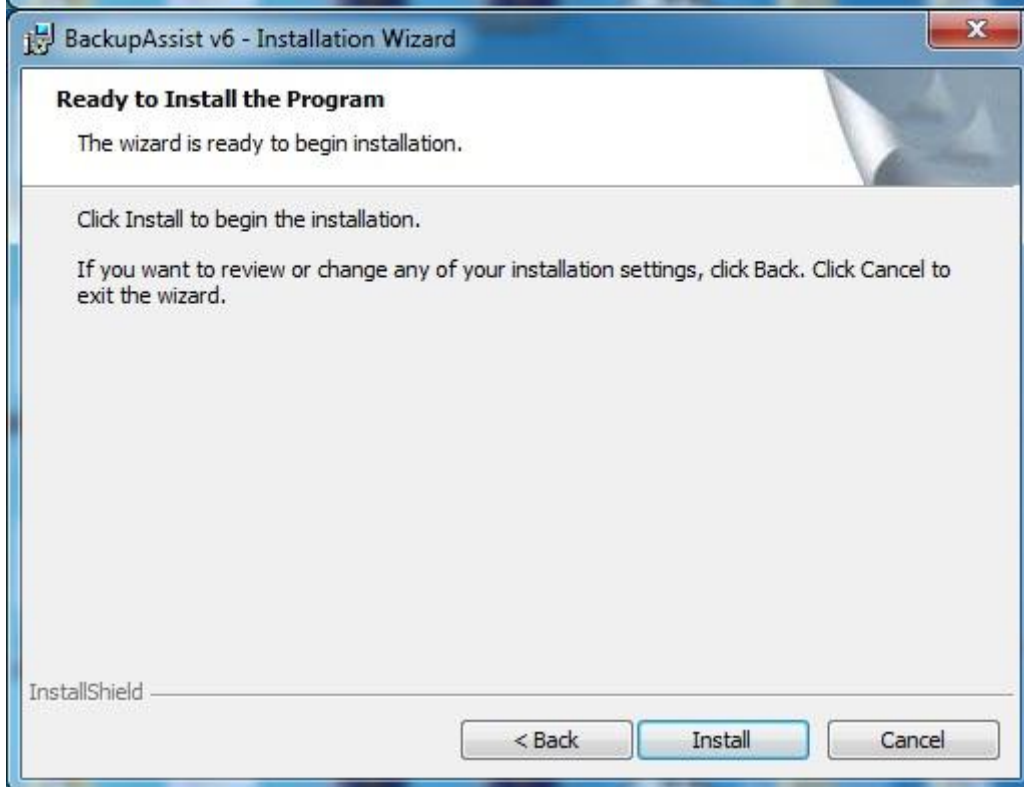 BackupAssist v6 - Installation Wizard
Ready to Install the Program
The wizard is ready to begin installation.
Click Install to begin the installation.
If you want to review or change any of your installation settings, click Back. Click Cancel to
exit the wizard.
InstallShield
< Back
Install
Cancel